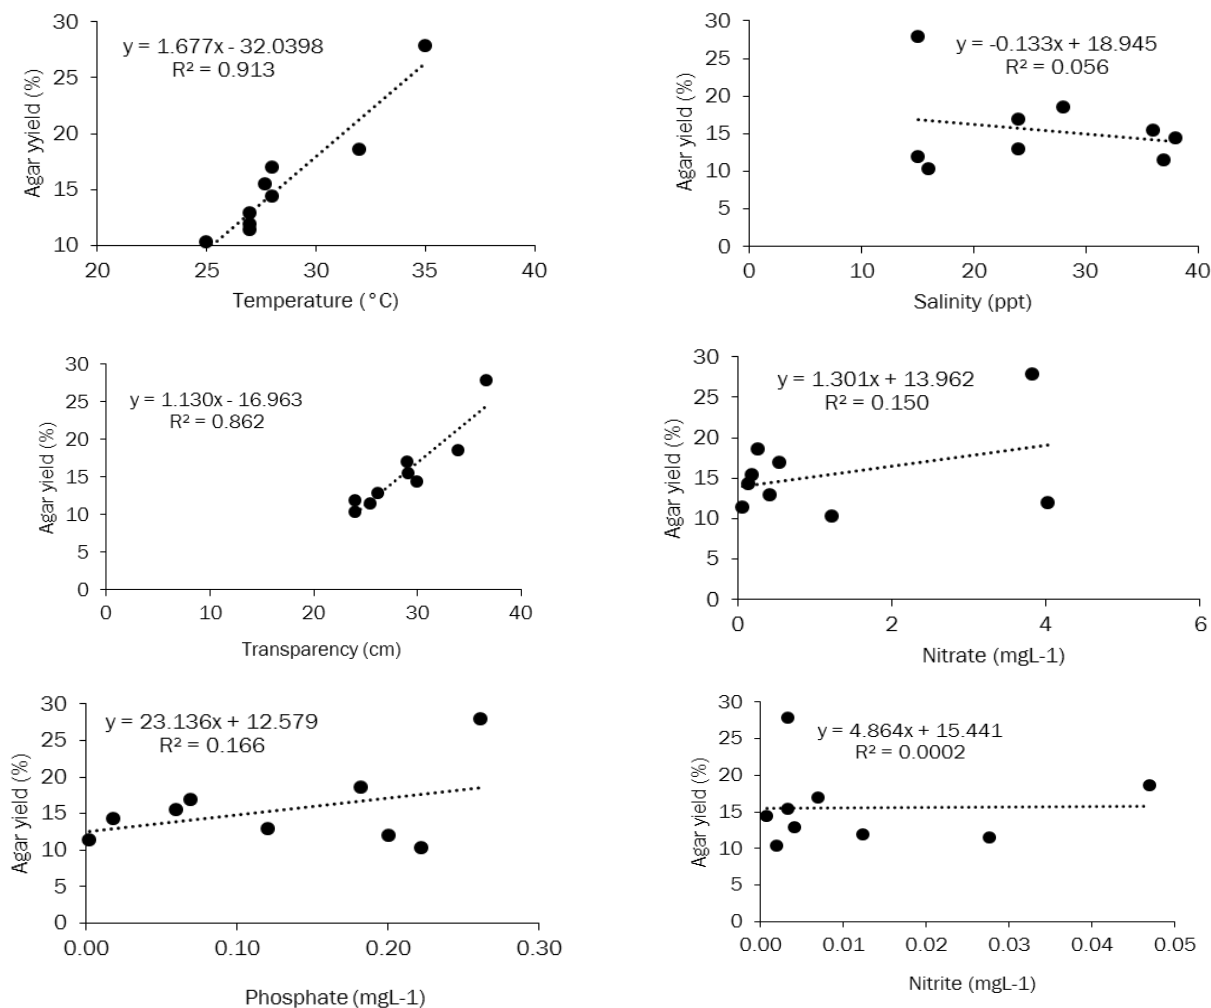 30
25
20
15
10
20
25
30
35
40
y = 1.677x - 32.0398
R² = 0.913
Agar yyield (%)
Temperature (°C)
30
25
20
15
10
5
0
0
10
20
30
40
y = -0.133x + 18.945
R² = 0.056
Agar yield (%)
Salinity (ppt)
30
25
20
15
10
5
0
0
10
20
30
40
y = 1.130x - 16.963
R² = 0.862
Agar yield (%)
Transparency (cm)
30
25
20
15
10
5
0
0
2
4
6
y = 1.301x + 13.962
R² = 0.150
Agar yield (%)
Nitrate (mgL-1)
30
25
20
15
10
5
0
0.00
0.10
0.20
0.30
y = 23.136x + 12.579
R² = 0.166
Agar yield (%)
Phosphate (mgL-1)
30
25
20
15
10
5
0
0.00
0.01
0.02
0.03
0.04
0.05
y = 4.864x + 15.441
R² = 0.0002
Agar yield (%)
Nitrite (mgL-1)